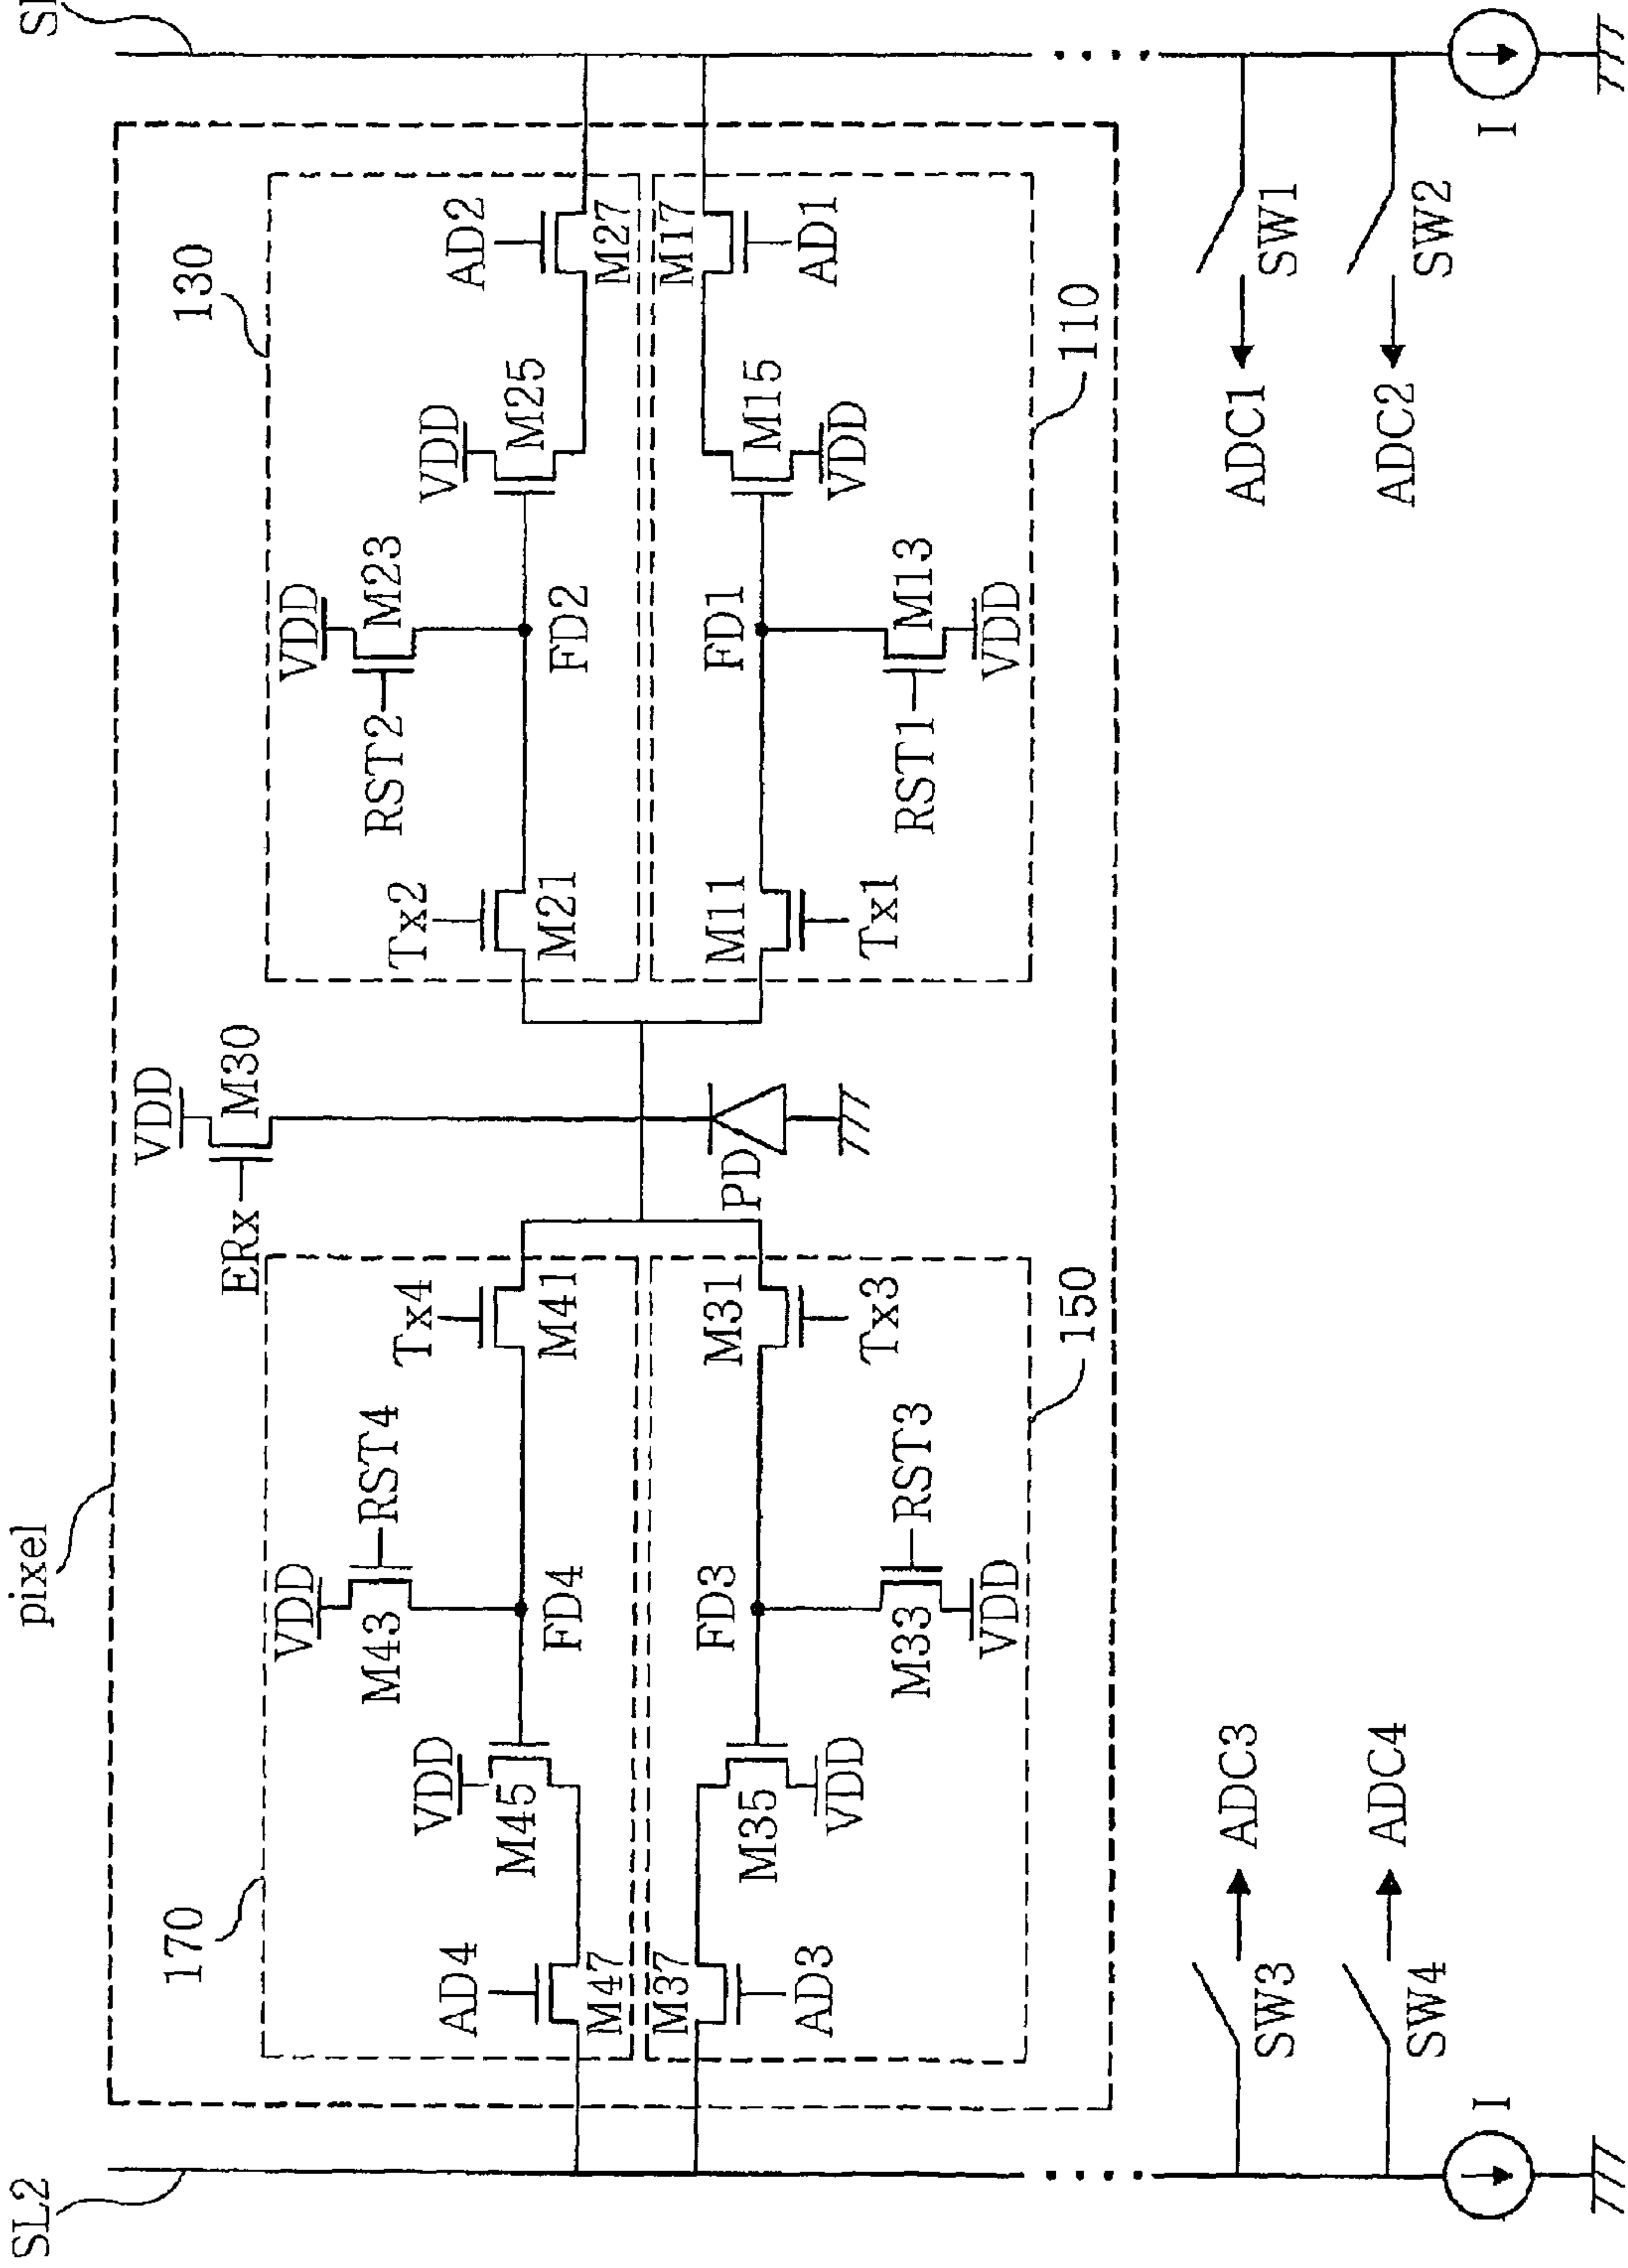 SL2
pixel
VDD
170
130
ERx
M30
VDD
VDD
M43
RST4
RST2
M23
Tx4
Tx2
VDD
VDD
AD4
AD2
M45
M25
FD4
M41
M21
FD2
M47
M27
M37
M17
FD3
M31
M11
FD1
PD
M35
M15
AD3
AD1
VDD
VDD
Tx3
Tx1
M33
RST3
RST1
M13
VDD
VDD
150
110
ADC3
ADC1
SW3
SW1
ADC4
ADC2
SW4
SW2
I
I